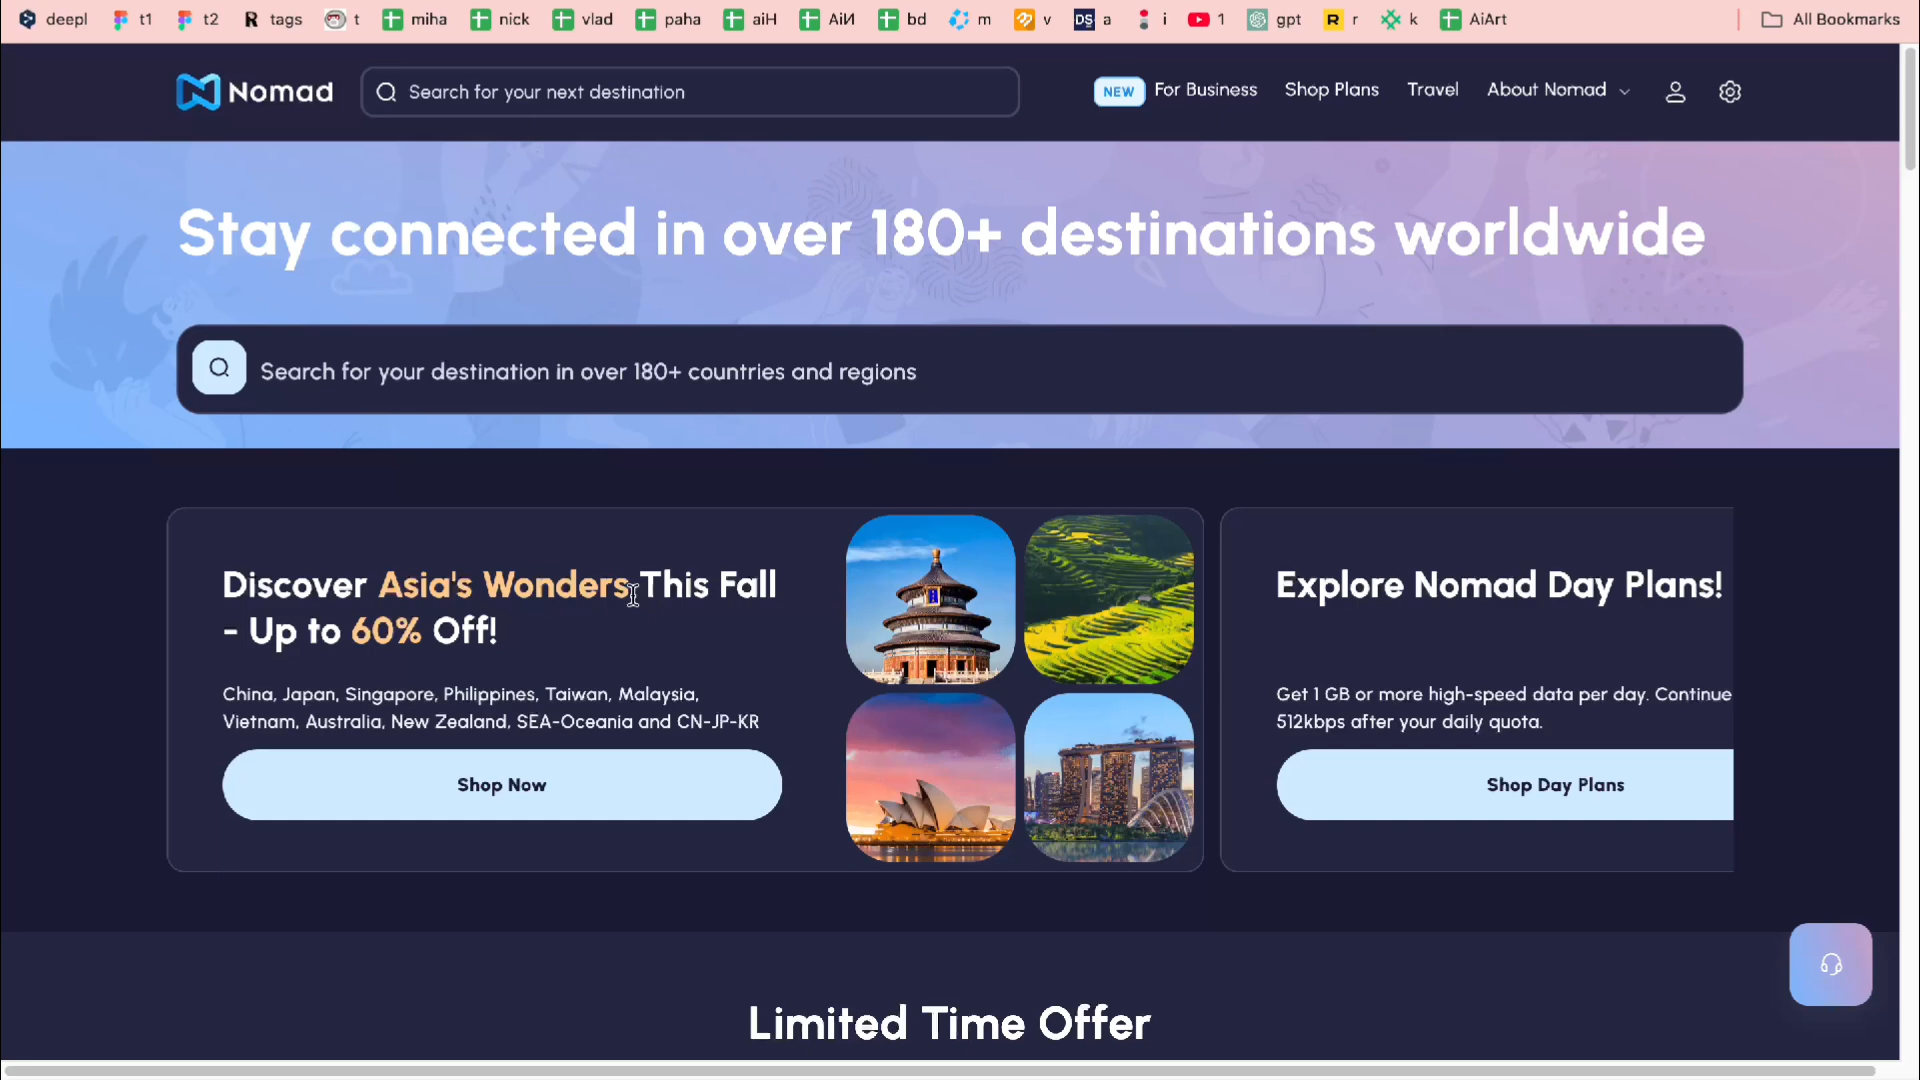 deepl t1 t2 tags t miha nick vlad paha aiH AiИ bd m v a i 1 gpt r k AiArt All Bookmarks
Nomad Search for your next destination NEW For Business Shop Plans Travel About Nomad
Stay connected in over 180+ destinations worldwide
Search for your destination in over 180+ countries and regions
Discover Asia's Wonders This Fall
- Up to 60% Off!
China, Japan, Singapore, Philippines, Taiwan, Malaysia,
Vietnam, Australia, New Zealand, SEA-Oceania and CN-JP-KR
Shop Now
Explore Nomad Day Plans!
Get 1 GB or more high-speed data per day. Continue
512kbps after your daily quota.
Shop Day Plans
Limited Time Offer